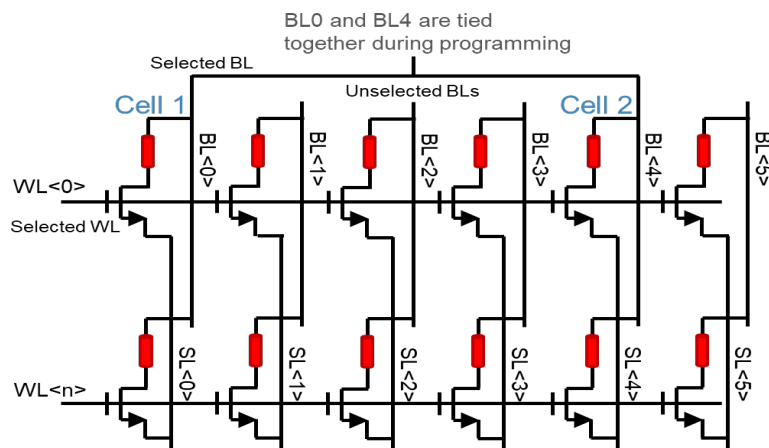 BL0 and BL4 are tied
together during programming
Selected BL
Unselected BLs
Cell 1
Cell 2
BL<0>
BL<1>
BL<2>
BL<3>
BL<4>
BL<5>
WL<0>
Selected WL
SL<0>
SL<1>
SL<2>
SL<3>
SL<4>
SL<5>
WL<n>